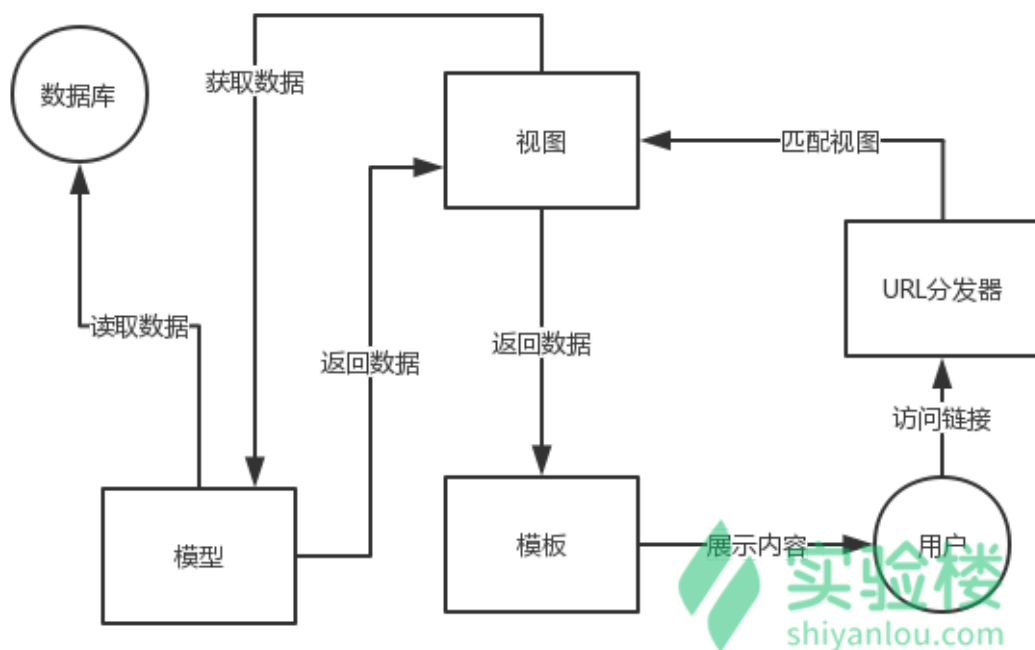 获取数据
数据库
视图
匹配视图
URL分发器
读取数据
返回数据
返回数据
访问链接
模型
模板
展示内容
用户
实验楼
shiyanlou.com